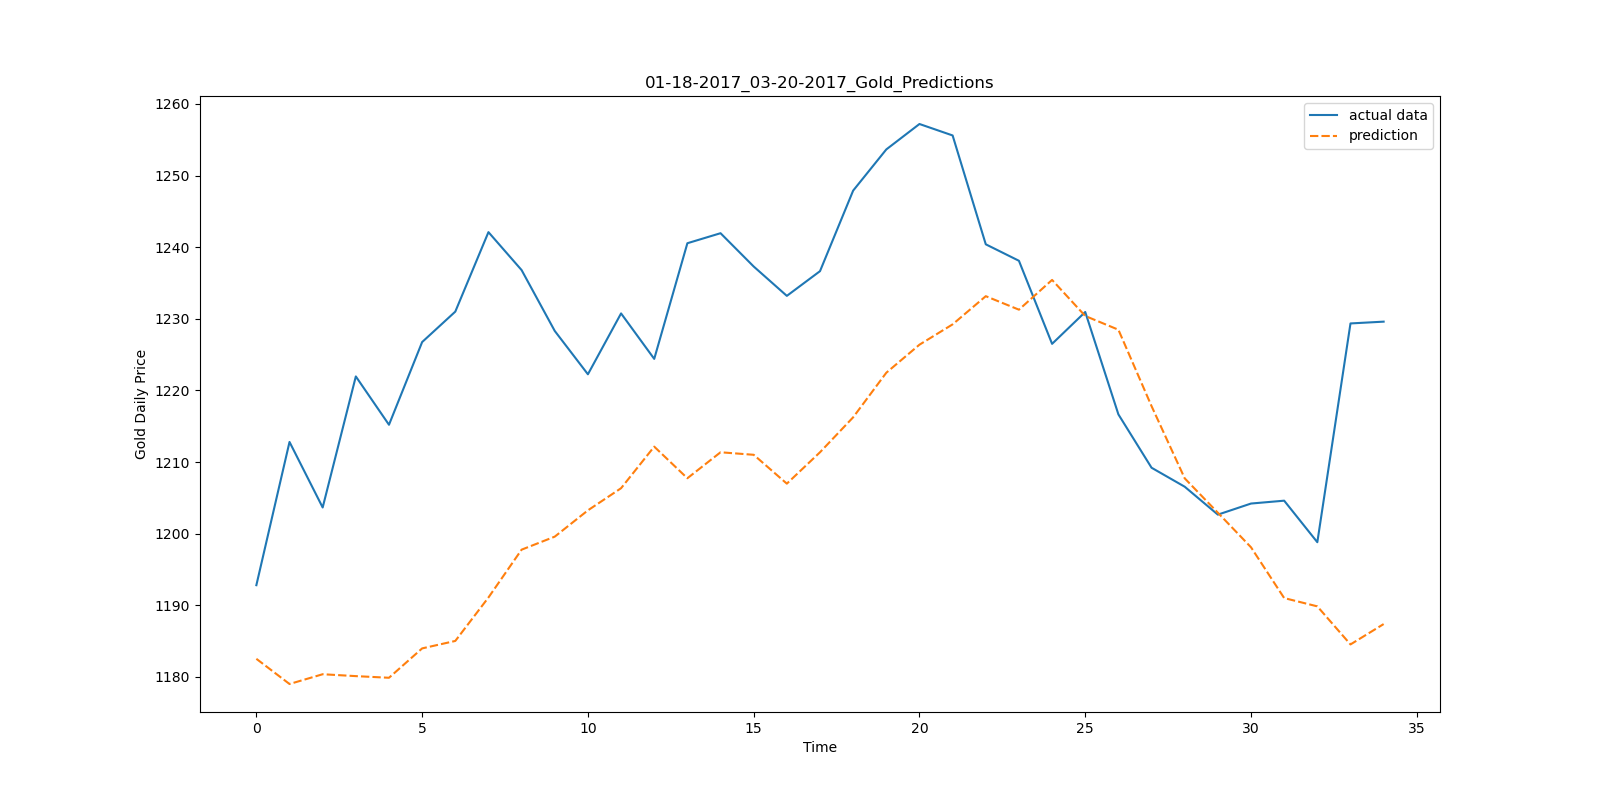 01-18-2017_03-20-2017_Gold_Predictions
actual data
prediction
Gold Daily Price
1260
1250
1240
1230
1220
1210
1200
1190
1180
0 5 10 15 20 25 30 35
Time